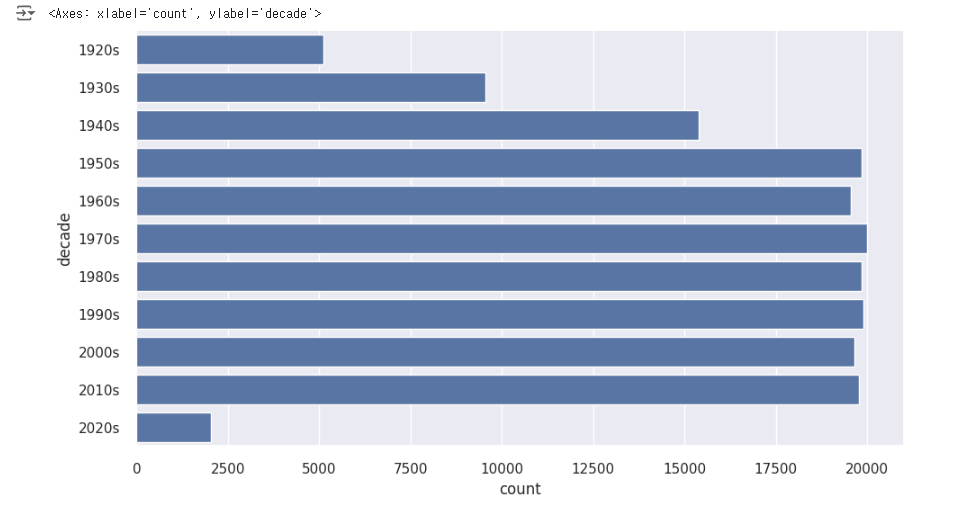 <Axes: xlabel='count', ylabel='decade'>
1920s
1930s
1940s
1950s
1960s
decade
1970s
1980s
1990s
2000s
2010s
2020s
0 2500 5000 7500 10000 12500 15000 17500 20000
count